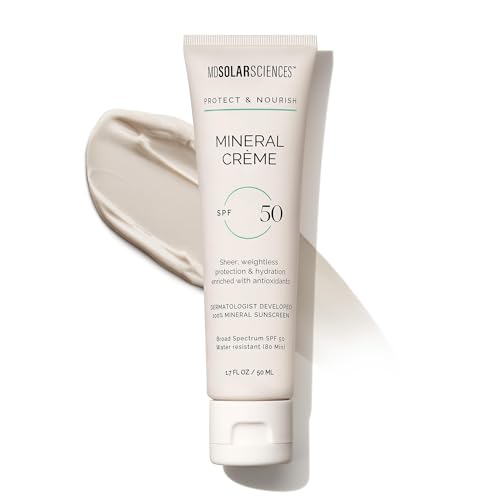 MDSOLARSCIENCES™
PROTECT & NOURISH
MINERAL
CRÈME
SPF 50
Sheer, weightless
protection & hydration
enriched with antioxidants
DERMATOLOGIST DEVELOPED
100% MINERAL SUNSCREEN
Broad Spectrum SPF 50
Water resistant (80 Min)
1.7 FL OZ / 50 ML